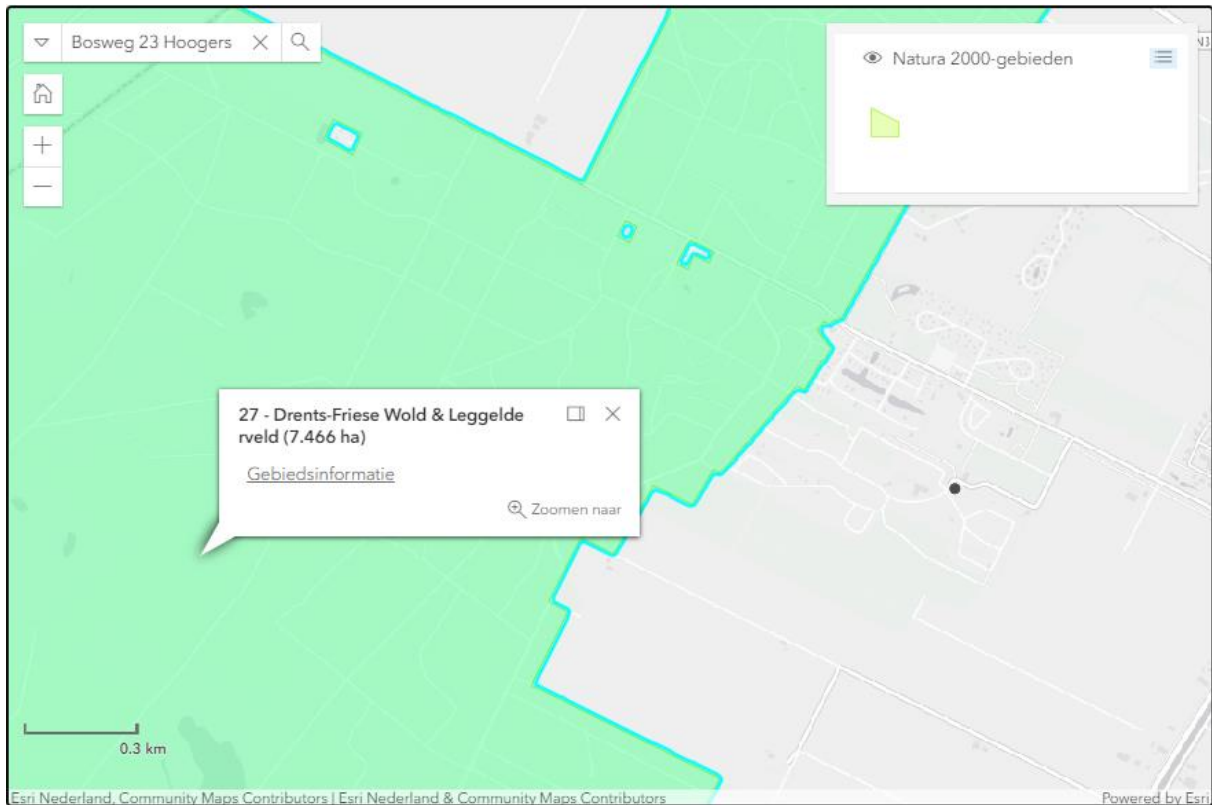 Bosweg 23 Hoogers
Natura 2000-gebieden
27 - Drents-Friese Wold & Leggelde
rveld (7.466 ha)
Gebiedsinformatie
Zoomen naar
0.3 km
Esri Nederland, Community Maps Contributors | Esri Nederland & Community Maps Contributors
Powered by Esri